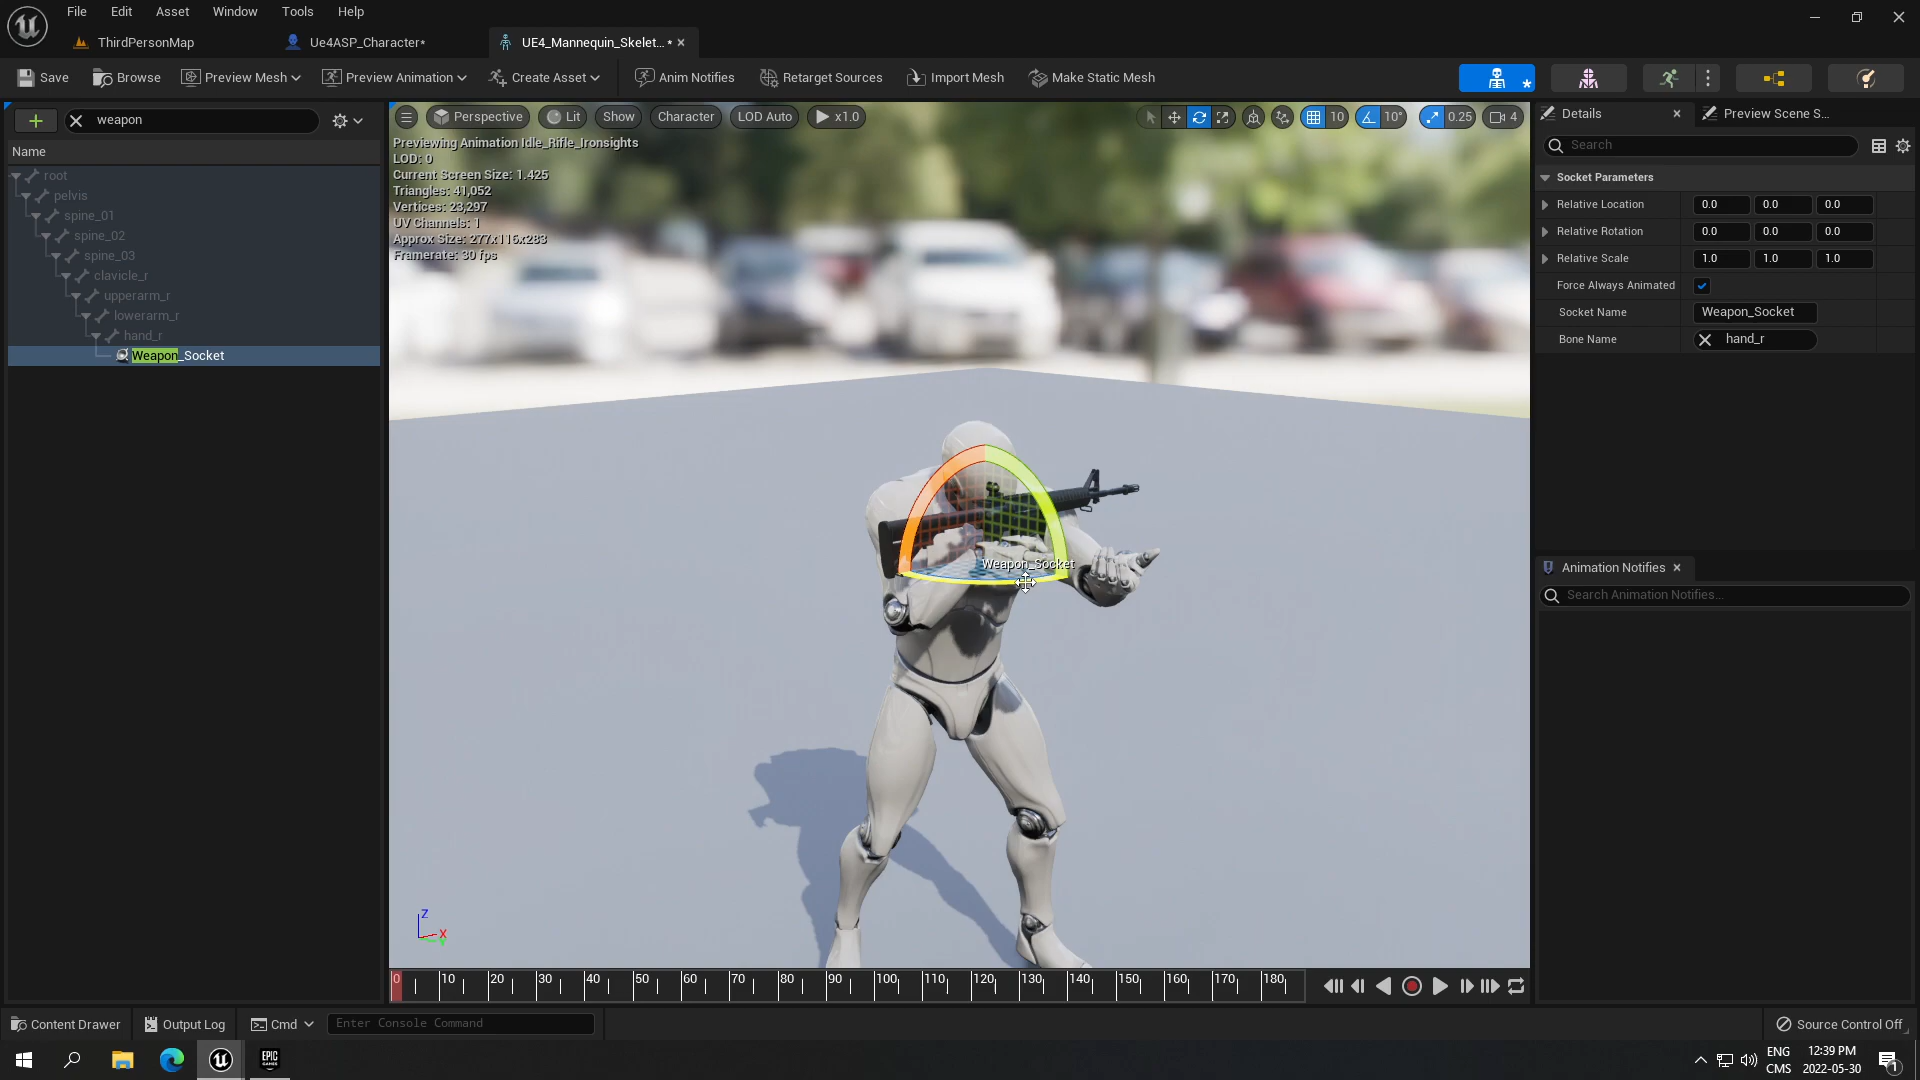 File Edit Asset Window Tools Help
ThirdPersonMap Ue4ASP_Character* UE4_Mannequin_Skelet... *
Save Browse Preview Mesh Preview Animation Create Asset Anim Notifies Retarget Sources Import Mesh Make Static Mesh
weapon
Name
root
pelvis
spine_01
spine_02
spine_03
clavicle_r
upperarm_r
lowerarm_r
hand_r
Weapon_Socket
Perspective Lit Show Character LOD Auto x1.0 10 10° 0.25 4
Previewing Animation Idle_Rifle_Ironsights
LOD: 0
Current Screen Size: 1.425
Triangles: 41,052
Vertices: 23,297
UV Channels: 1
Approx Size: 277x116x283
Framerate: 30 fps
Weapon_Socket
Z
X
Y
0 10 20 30 40 50 60 70 80 90 100 110 120 130 140 150 160 170 180
Details Preview Scene S...
Search
Socket Parameters
Relative Location 0.0 0.0 0.0
Relative Rotation 0.0 0.0 0.0
Relative Scale 1.0 1.0 1.0
Force Always Animated
Socket Name Weapon_Socket
Bone Name hand_r
Animation Notifies
Search Animation Notifies...
Content Drawer Output Log Cmd Enter Console Command Source Control Off
EPIC GAMES
ENG 12:39 PM
CMS 2022-05-30
1